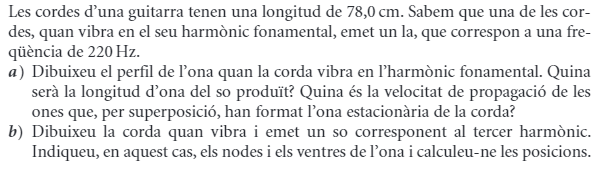 Les cordes d’una guitarra tenen una longitud de 78,0 cm. Sabem que una de les cor-
des, quan vibra en el seu harmònic fonamental, emet un la, que correspon a una fre-
qüència de 220 Hz.
a) Dibuixeu el perfil de l’ona quan la corda vibra en l’harmònic fonamental. Quina
serà la longitud d’ona del so produït? Quina és la velocitat de propagació de les
ones que, per superposició, han format l’ona estacionària de la corda?
b) Dibuixeu la corda quan vibra i emet un so corresponent al tercer harmònic.
Indiqueu, en aquest cas, els nodes i els ventres de l’ona i calculeu-ne les posicions.